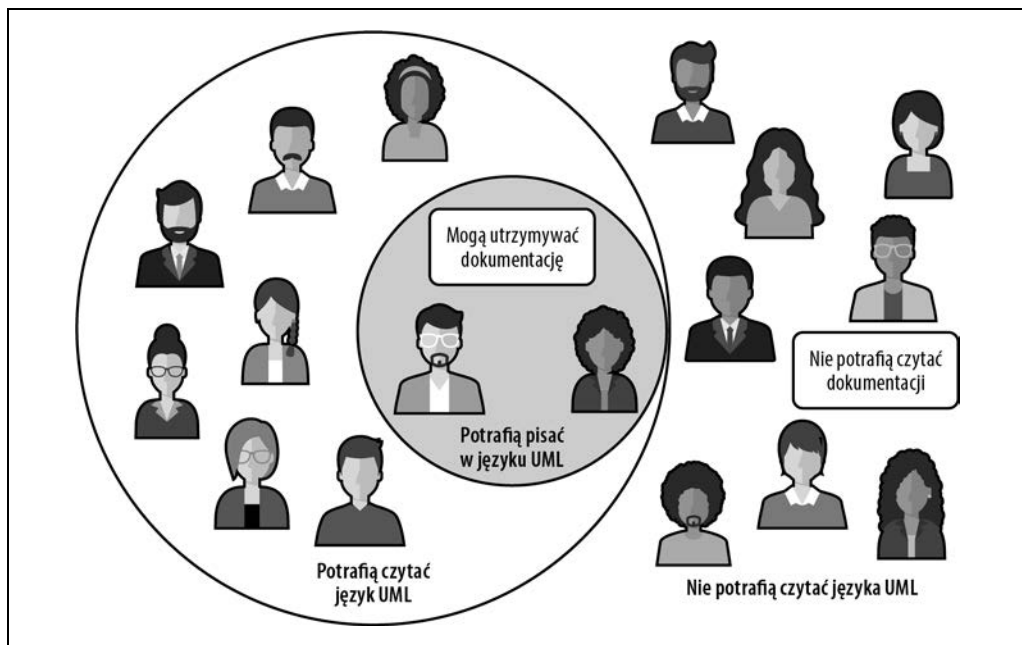 Mogą utrzymywać
dokumentację
Nie potrafią czytać
dokumentacji
Potrafią pisać
w języku UML
Potrafią czytać
język UML
Nie potrafią czytać języka UML